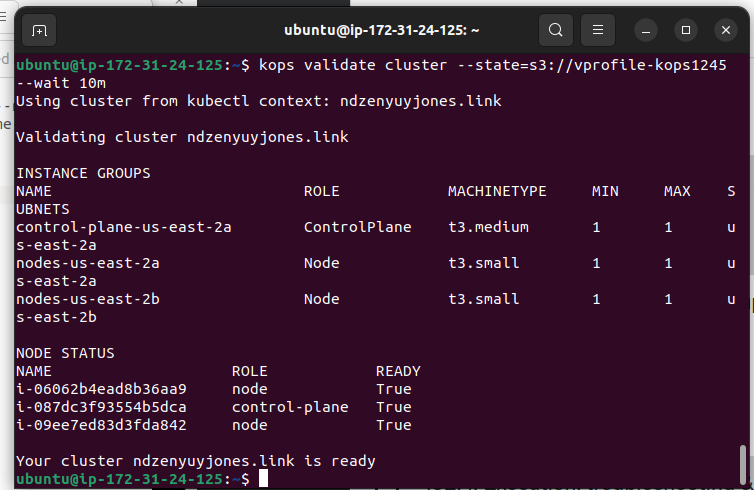 ubuntu@ip-172-31-24-125: ~
ubuntu@ip-172-31-24-125:~$ kops validate cluster --state=s3://vprofile-kops1245
--wait 10m
Using cluster from kubectl context: ndzenyuyjones.link
Validating cluster ndzenyuyjones.link
INSTANCE GROUPS
NAME ROLE MACHINETYPE MIN MAX S
UBNETS
control-plane-us-east-2a ControlPlane t3.medium 1 1 u
s-east-2a
nodes-us-east-2a Node t3.small 1 1 u
s-east-2a
nodes-us-east-2b Node t3.small 1 1 u
s-east-2b
NODE STATUS
NAME ROLE READY
i-06062b4ead8b36aa9 node True
i-087dc3f93554b5dca control-plane True
i-09ee7ed83d3fda842 node True
Your cluster ndzenyuyjones.link is ready
ubuntu@ip-172-31-24-125:~$